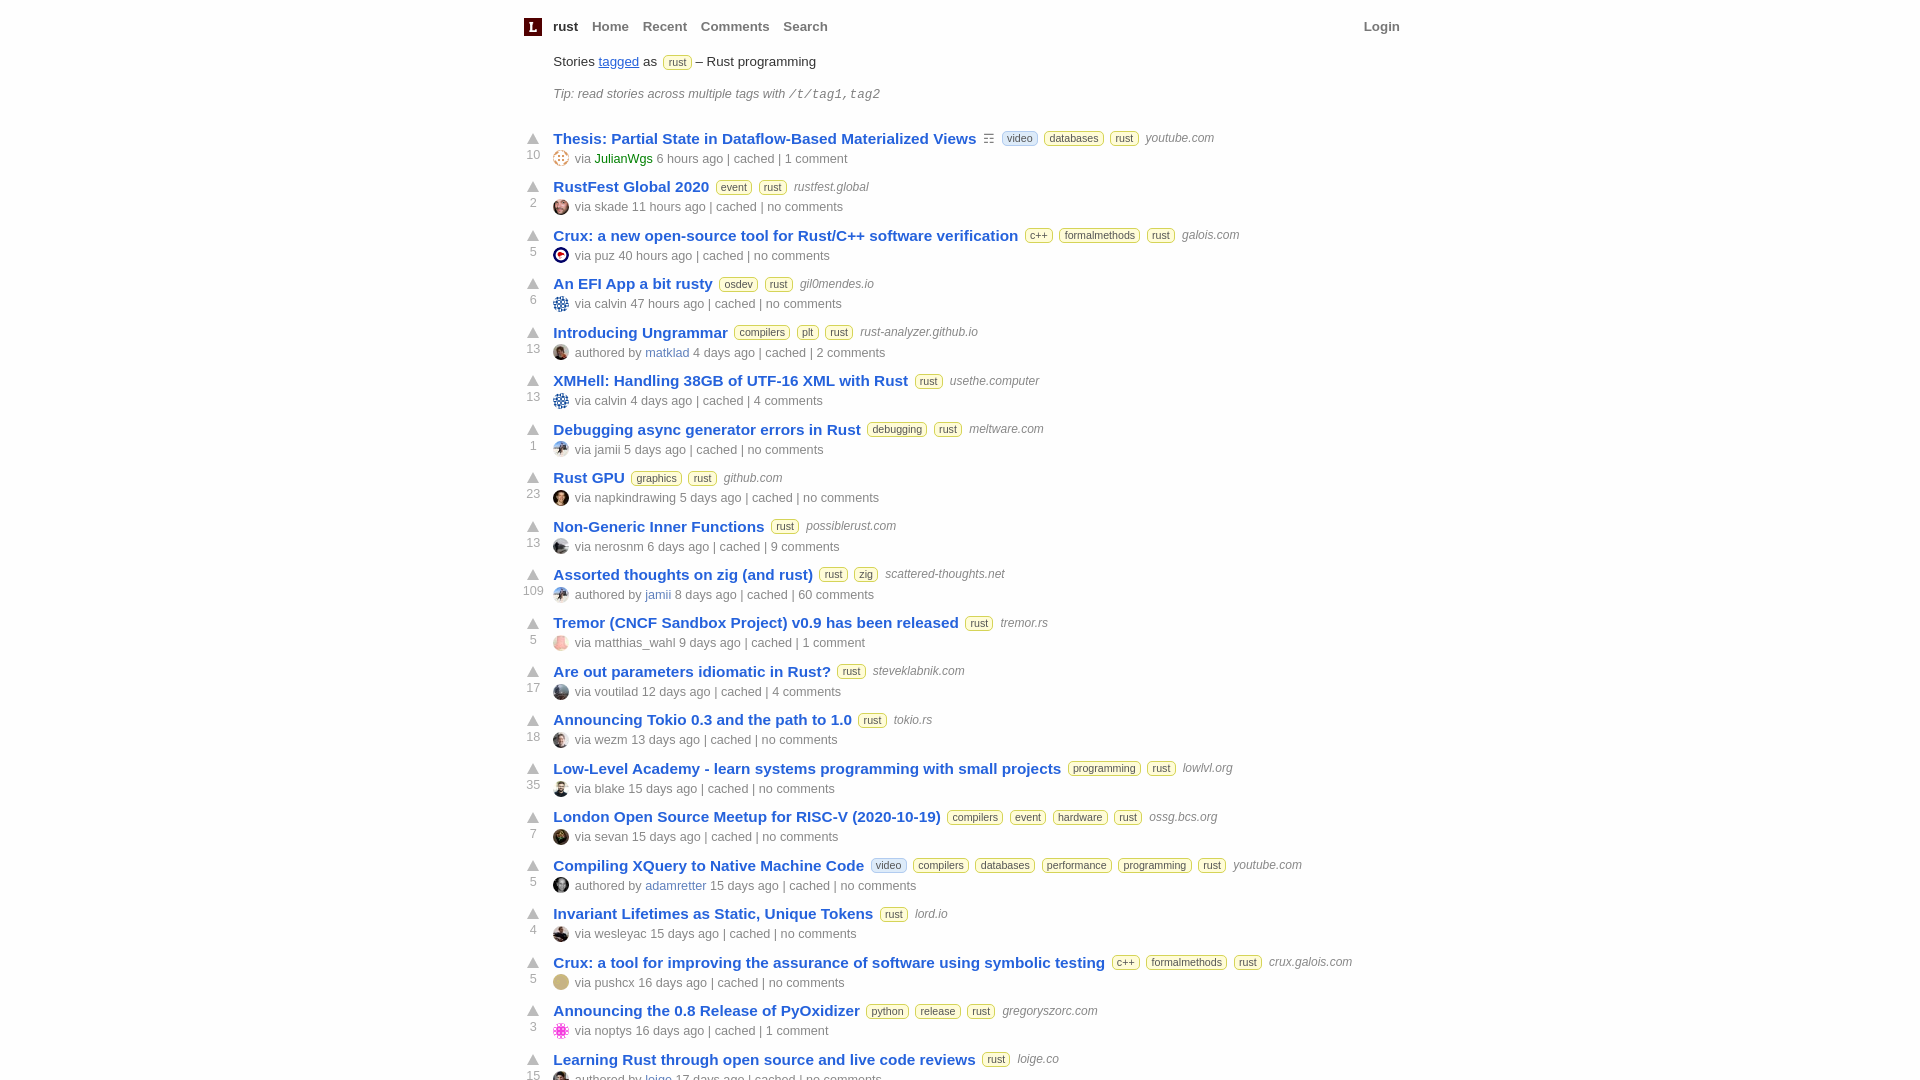 L rust Home Recent Comments Search Login
Stories tagged as rust – Rust programming
Tip: read stories across multiple tags with /t/tag1,tag2
Thesis: Partial State in Dataflow-Based Materialized Views ☶ video databases rust youtube.com
10 via JulianWgs 6 hours ago | cached | 1 comment
RustFest Global 2020 event rust rustfest.global
2 via skade 11 hours ago | cached | no comments
Crux: a new open-source tool for Rust/C++ software verification c++ formalmethods rust galois.com
5 via puz 40 hours ago | cached | no comments
An EFI App a bit rusty osdev rust gil0mendes.io
6 via calvin 47 hours ago | cached | no comments
Introducing Ungrammar compilers plt rust rust-analyzer.github.io
13 authored by matklad 4 days ago | cached | 2 comments
XMHell: Handling 38GB of UTF-16 XML with Rust rust usethe.computer
13 via calvin 4 days ago | cached | 4 comments
Debugging async generator errors in Rust debugging rust meltware.com
1 via jamii 5 days ago | cached | no comments
Rust GPU graphics rust github.com
23 via napkindrawing 5 days ago | cached | no comments
Non-Generic Inner Functions rust possiblerust.com
13 via nerosnm 6 days ago | cached | 9 comments
Assorted thoughts on zig (and rust) rust zig scattered-thoughts.net
109 authored by jamii 8 days ago | cached | 60 comments
Tremor (CNCF Sandbox Project) v0.9 has been released rust tremor.rs
5 via matthias_wahl 9 days ago | cached | 1 comment
Are out parameters idiomatic in Rust? rust steveklabnik.com
17 via voutilad 12 days ago | cached | 4 comments
Announcing Tokio 0.3 and the path to 1.0 rust tokio.rs
18 via wezm 13 days ago | cached | no comments
Low-Level Academy - learn systems programming with small projects programming rust lowlvl.org
35 via blake 15 days ago | cached | no comments
London Open Source Meetup for RISC-V (2020-10-19) compilers event hardware rust ossg.bcs.org
7 via sevan 15 days ago | cached | no comments
Compiling XQuery to Native Machine Code video compilers databases performance programming rust youtube.com
5 authored by adamretter 15 days ago | cached | no comments
Invariant Lifetimes as Static, Unique Tokens rust lord.io
4 via wesleyac 15 days ago | cached | no comments
Crux: a tool for improving the assurance of software using symbolic testing c++ formalmethods rust crux.galois.com
5 via pushcx 16 days ago | cached | no comments
Announcing the 0.8 Release of PyOxidizer python release rust gregoryszorc.com
3 via noptys 16 days ago | cached | 1 comment
Learning Rust through open source and live code reviews rust loige.co
15 authored by loige 17 days ago | cached | no comments